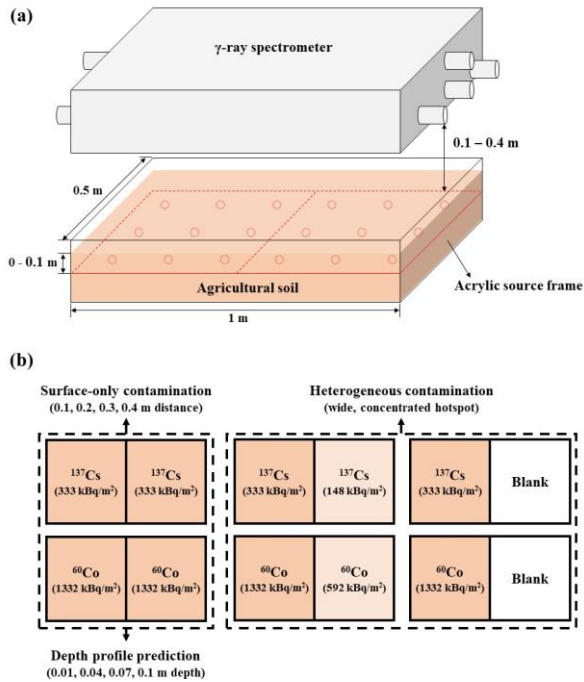 (a)
γ-ray spectrometer
0.1 – 0.4 m
0.5 m
0 - 0.1 m
Agricultural soil
Acrylic source frame
1 m
(b)
Surface-only contamination
(0.1, 0.2, 0.3, 0.4 m distance)
Heterogeneous contamination
(wide, concentrated hotspot)
¹³⁷Cs
(333 kBq/m²)
¹³⁷Cs
(333 kBq/m²)
¹³⁷Cs
(333 kBq/m²)
¹³⁷Cs
(148 kBq/m²)
¹³⁷Cs
(333 kBq/m²)
Blank
⁶⁰Co
(1332 kBq/m²)
⁶⁰Co
(1332 kBq/m²)
⁶⁰Co
(1332 kBq/m²)
⁶⁰Co
(592 kBq/m²)
⁶⁰Co
(1332 kBq/m²)
Blank
Depth profile prediction
(0.01, 0.04, 0.07, 0.1 m depth)